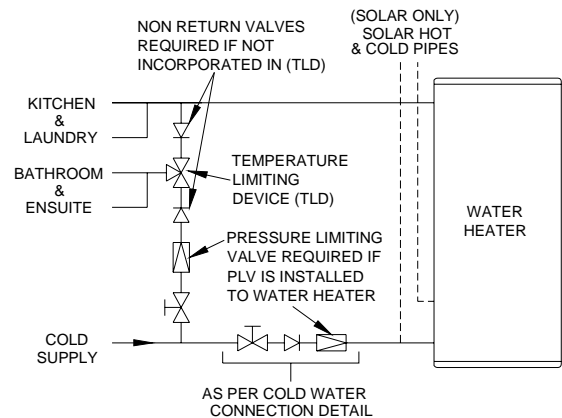 NON RETURN VALVES
REQUIRED IF NOT
INCORPORATED IN (TLD)
(SOLAR ONLY)
SOLAR HOT
& COLD PIPES
KITCHEN
&
LAUNDRY
BATHROOM
&
ENSUITE
TEMPERATURE
LIMITING
DEVICE (TLD)
WATER
HEATER
PRESSURE LIMITING
VALVE REQUIRED IF
PLV IS INSTALLED
TO WATER HEATER
COLD
SUPPLY
AS PER COLD WATER
CONNECTION DETAIL